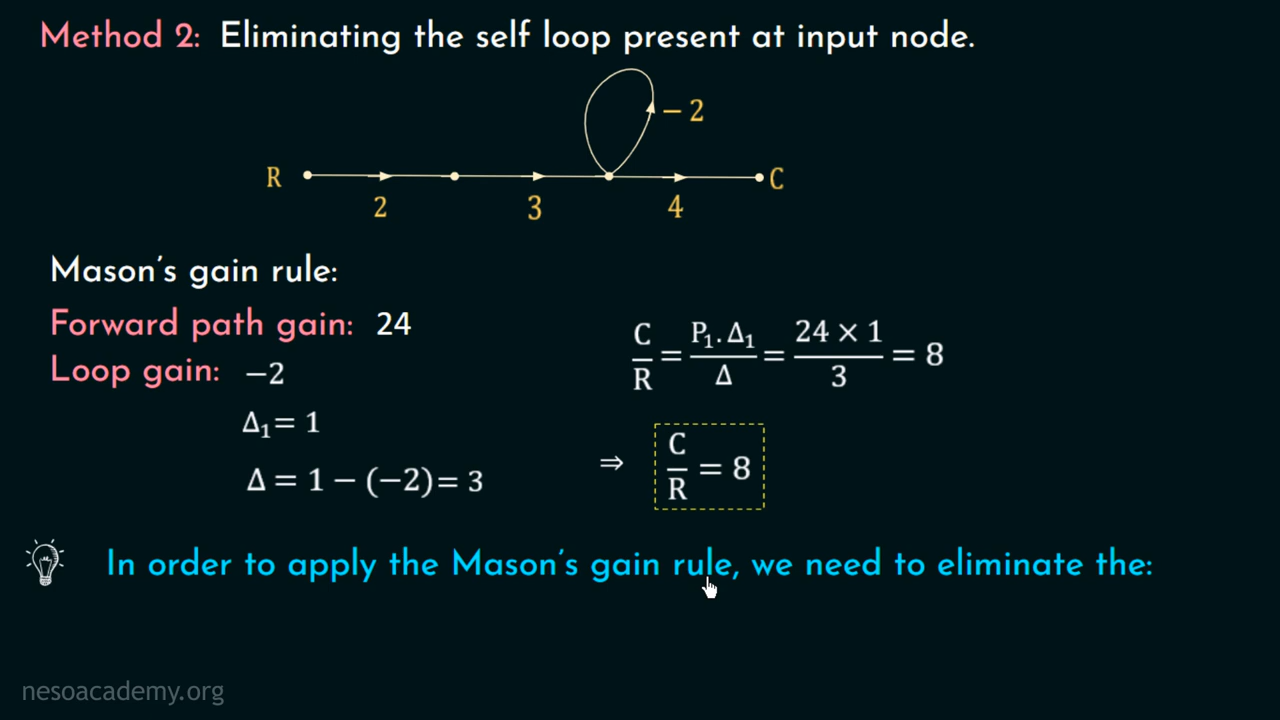 Method 2: Eliminating the self loop present at input node.
− 2
R
C
2
3
4
Mason's gain rule:
Forward path gain: 24
Loop gain: −2
Δ₁= 1
Δ = 1 − (−2)= 3
C/R = P₁.Δ₁/Δ = 24 × 1/3 = 8
⇒ C/R = 8
In order to apply the Mason's gain rule, we need to eliminate the:
nesoacademy.org